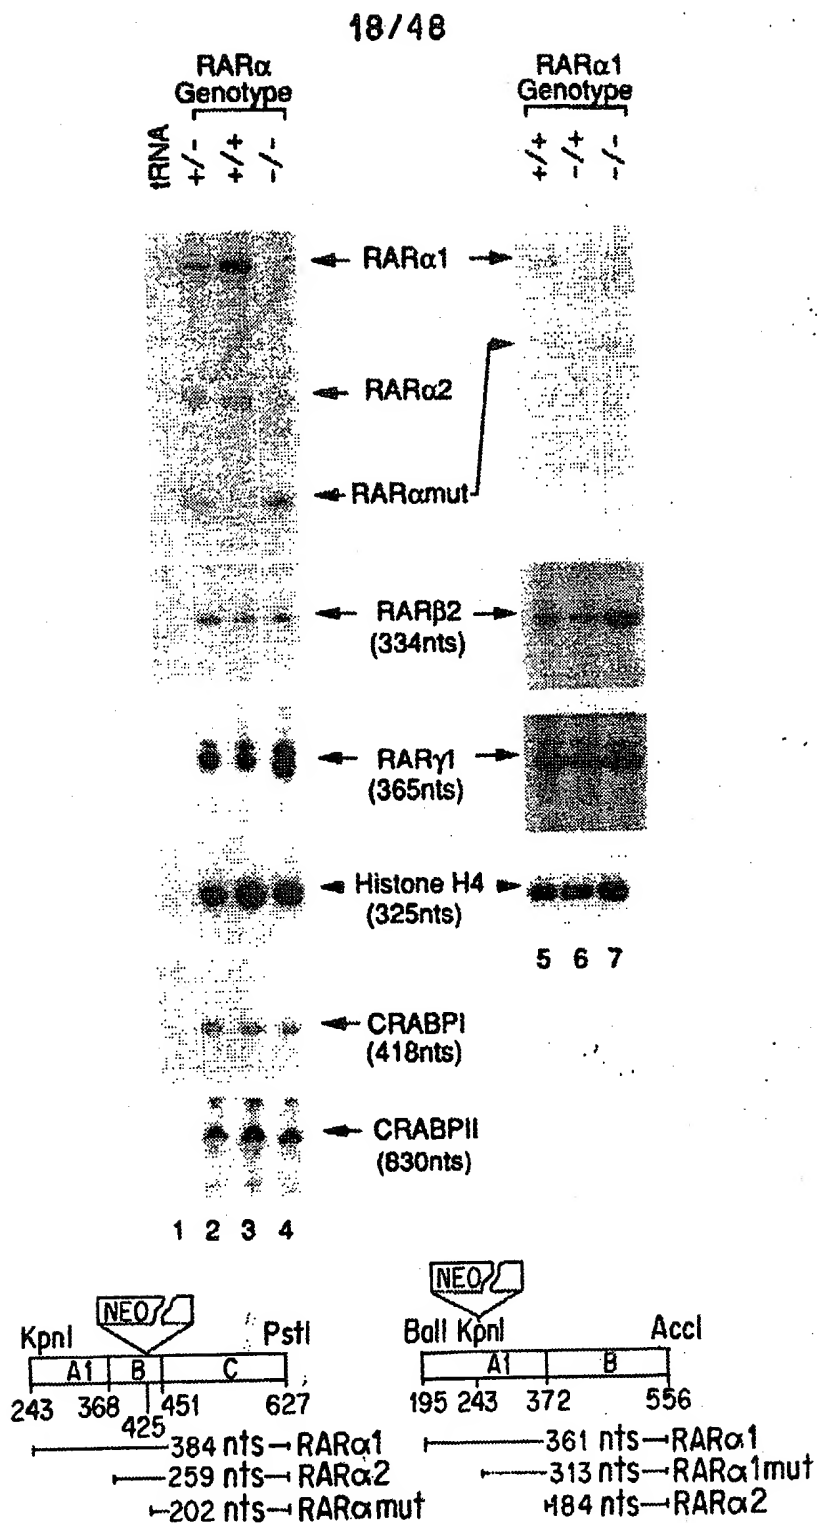 18/48
RARα
Genotype
RARα1
Genotype
tRNA
+/-
+/+
-/-
+/+
-/+
-/-
RARα1
RARα2
RARαmut
RARβ2
(334nts)
RARγ1
(365nts)
Histone H4
(325nts)
5 6 7
CRABPI
(418nts)
CRABPII
(830nts)
1 2 3 4
NEO
KpnI
PstI
A1
B
C
243
368
425
451
627
384 nts
RARα1
259 nts
RARα2
202 nts
RARαmut
NEO
BalI
KpnI
AccI
A1
B
195
243
372
556
361 nts
RARα1
313 nts
RARα1mut
184 nts
RARα2